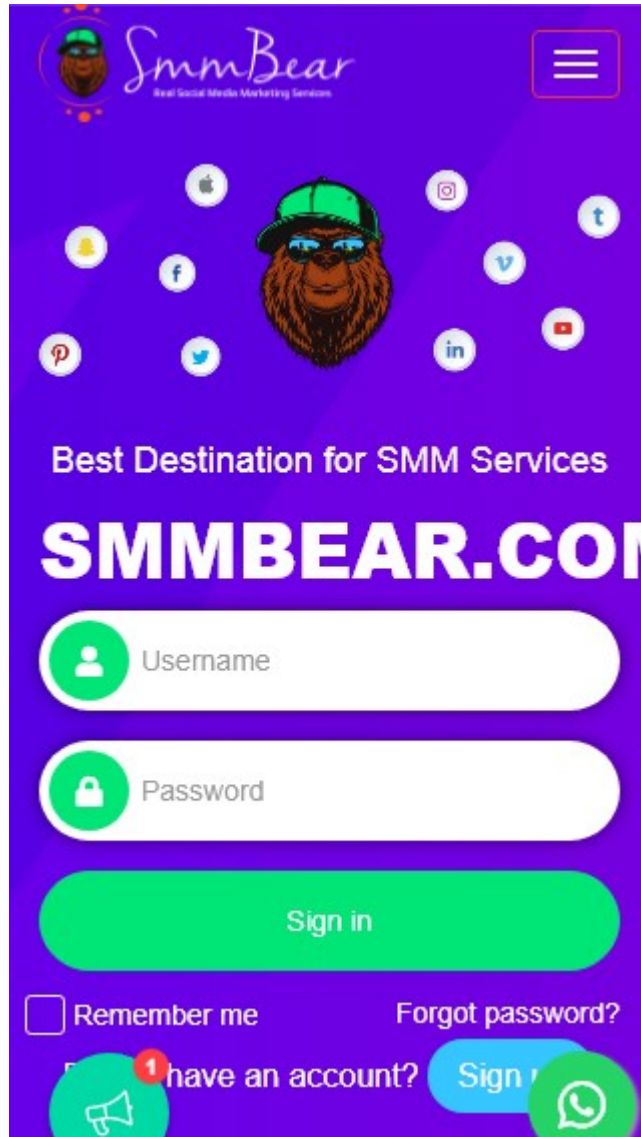 SmmBear
Real Social Media Marketing Services
Best Destination for SMM Services
SMMBEAR.COM
Username
Password
Sign in
Remember me
Forgot password?
1
have an account?
Sign